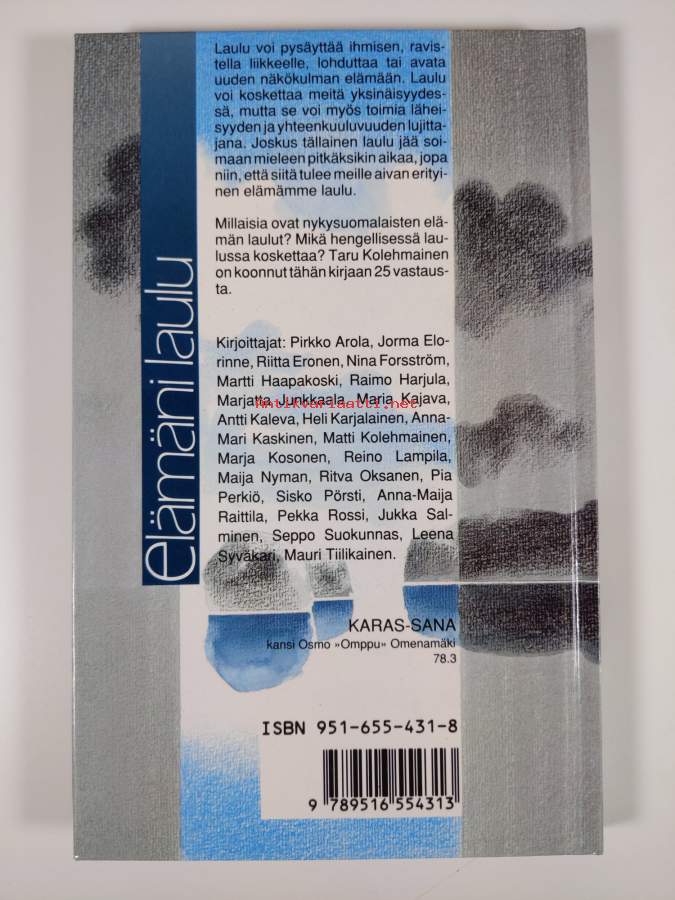 Laulu voi pysäyttää ihmisen, ravis-
tella liikkeelle, lohduttaa tai avata
uuden näkökulman elämään. Laulu
voi koskettaa meitä yksinäisyydes-
sä, mutta se voi myös toimia lähei-
syyden ja yhteenkuuluvuuden lujitta-
jana. Joskus tällainen laulu jää soi-
maan mieleen pitkäksikin aikaa, jopa
niin, että siitä tulee meille aivan erityi-
nen elämämme laulu.
Millaisia ovat nykysuomalaisten elä-
män laulut? Mikä hengellisessä lau-
lussa koskettaa? Taru Kolehmainen
on koonnut tähän kirjaan 25 vastaus-
ta.
Kirjoittajat: Pirkko Arola, Jorma Elo-
rinne, Riitta Eronen, Nina Forsström,
Martti Haapakoski, Raimo Harjula,
Marjatta Junkkaala, Maria Kajava,
Antikvariaatti.net
Antti Kaleva, Heli Karjalainen, Anna-
Mari Kaskinen, Matti Kolehmainen,
Marja Kosonen, Reino Lampila,
Maija Nyman, Ritva Oksanen, Pia
Perkiö, Sisko Pörsti, Anna-Maija
Raittila, Pekka Rossi, Jukka Sal-
minen, Seppo Suokunnas, Leena
Syväkari, Mauri Tiilikainen.
elämäni laulu
KARAS-SANA
kansi Osmo »Omppu» Omenamäki
78.3
ISBN 951-655-431-8
9 789516 554313